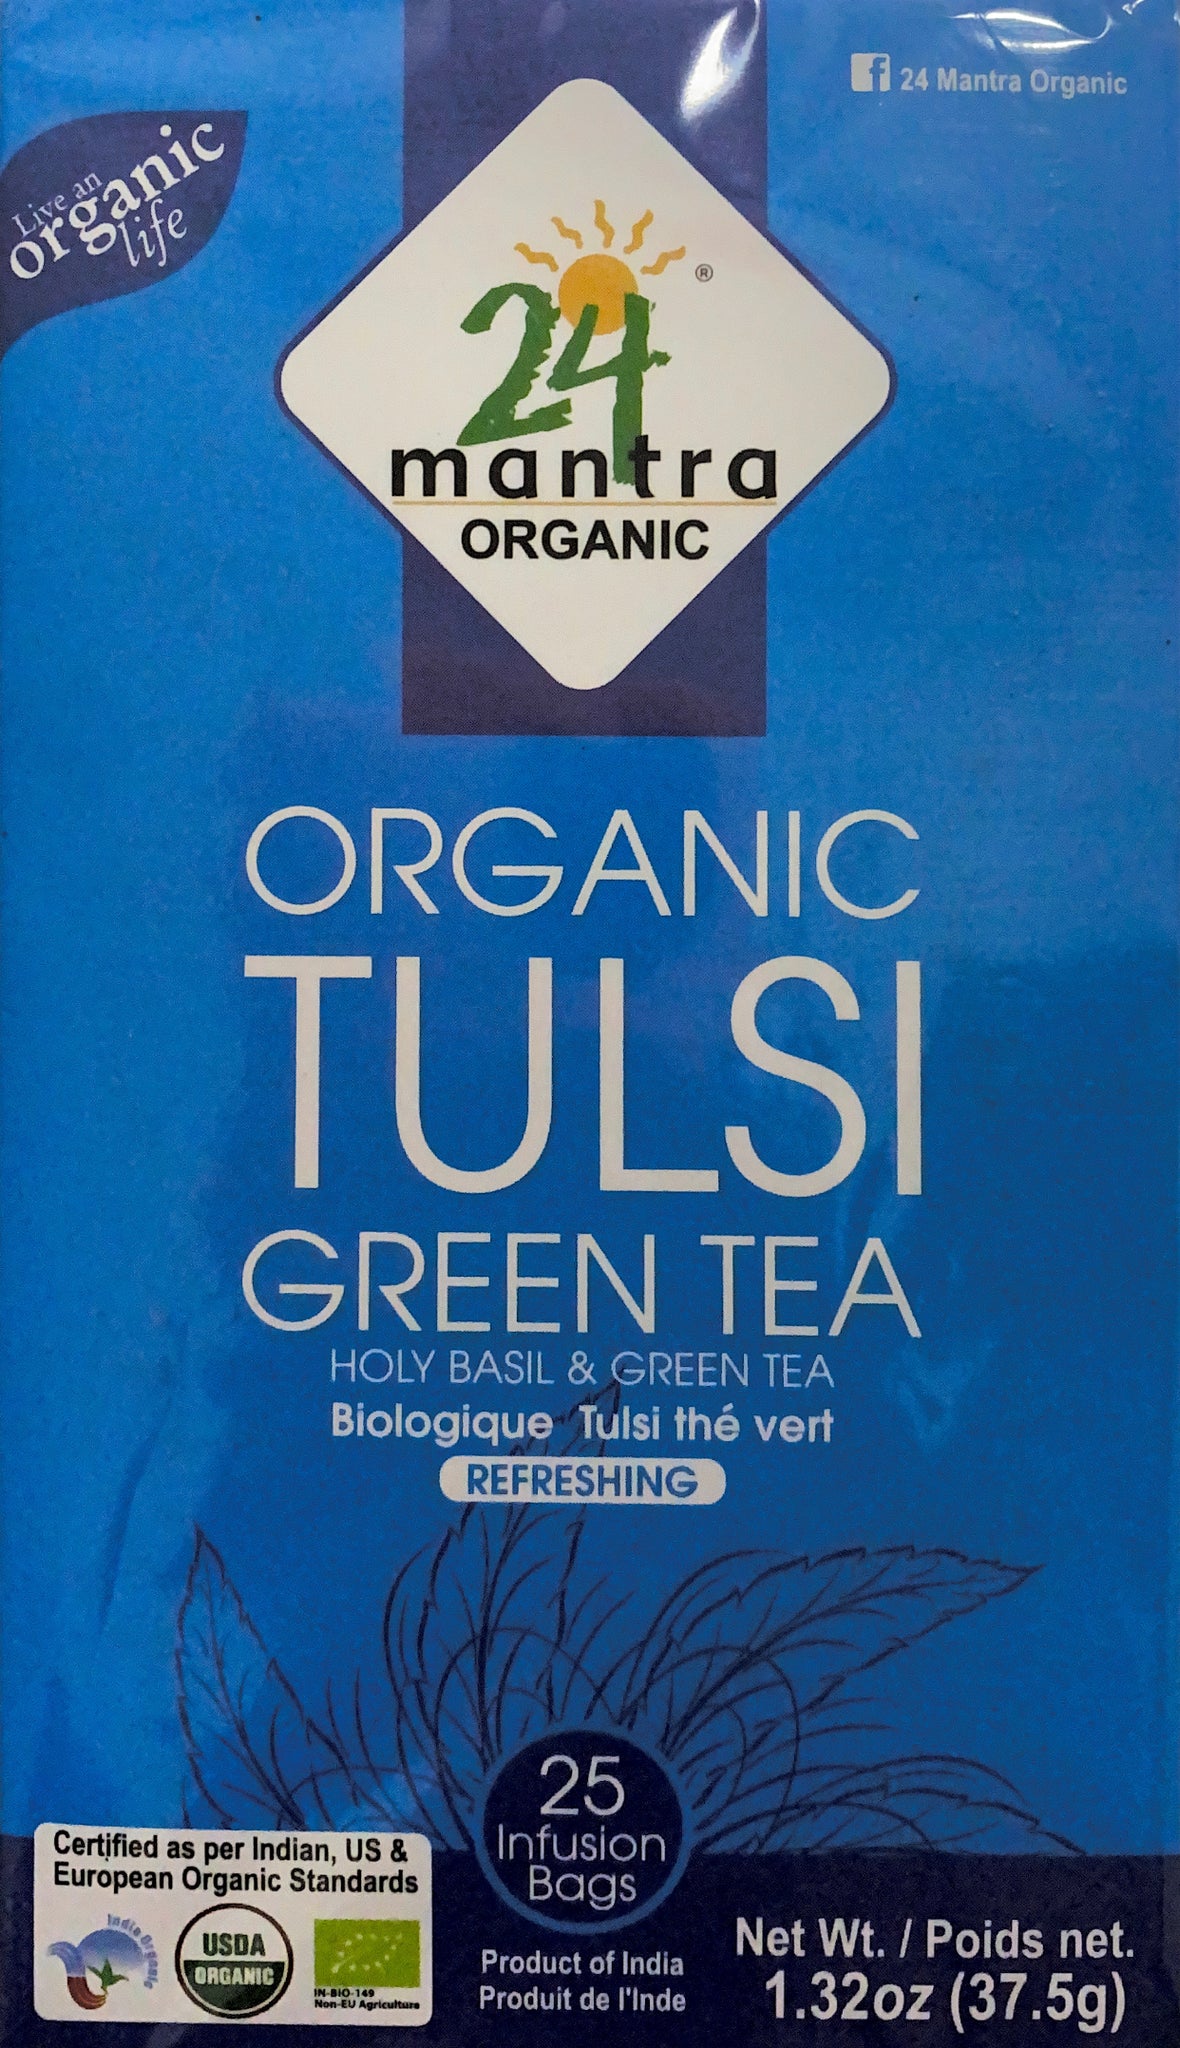 24 Mantra Organic
Live an
organic
life
24
®
mantra
ORGANIC
ORGANIC
TULSI
GREEN TEA
HOLY BASIL & GREEN TEA
Biologique Tulsi thé vert
REFRESHING
25
Infusion
Bags
Certified as per Indian, US &
European Organic Standards
India Organic
USDA
ORGANIC
IN-BIO-149
Non-EU Agriculture
Product of India
Produit de l'Inde
Net Wt. / Poids net.
1.32oz (37.5g)